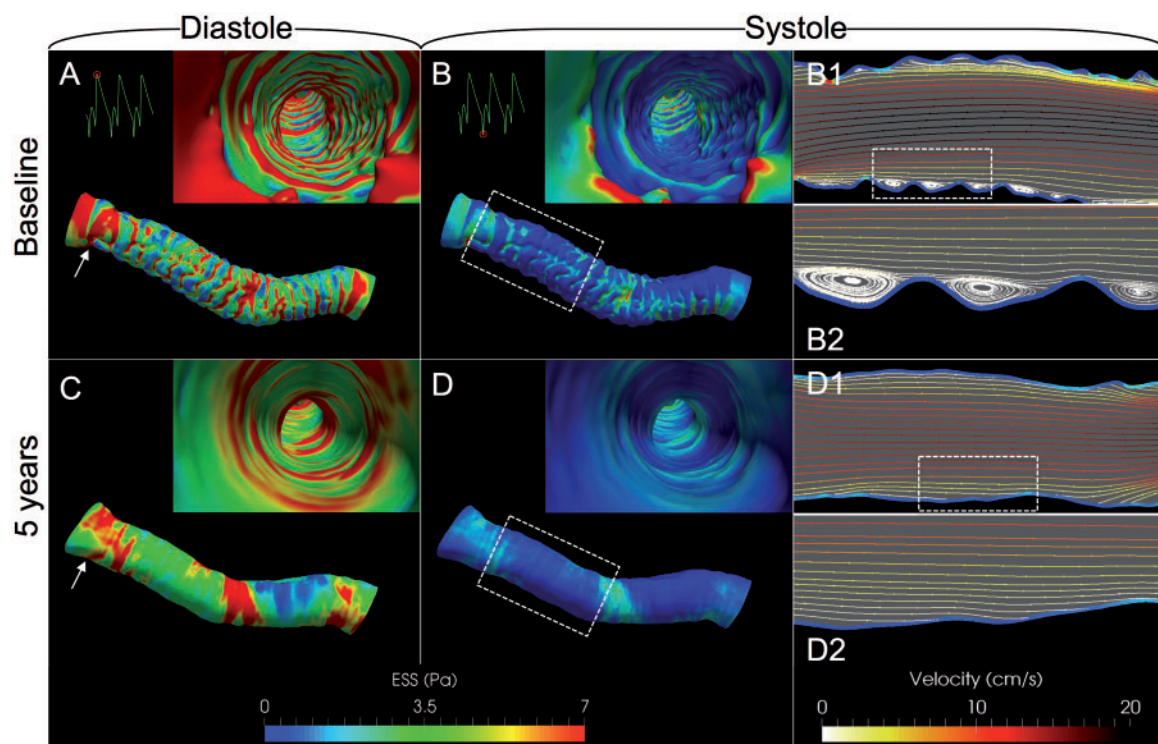 Diastole
Systole
Baseline
A
B
B1
B2
5 years
C
D
D1
D2
ESS (Pa)
0
3.5
7
Velocity (cm/s)
0
10
20